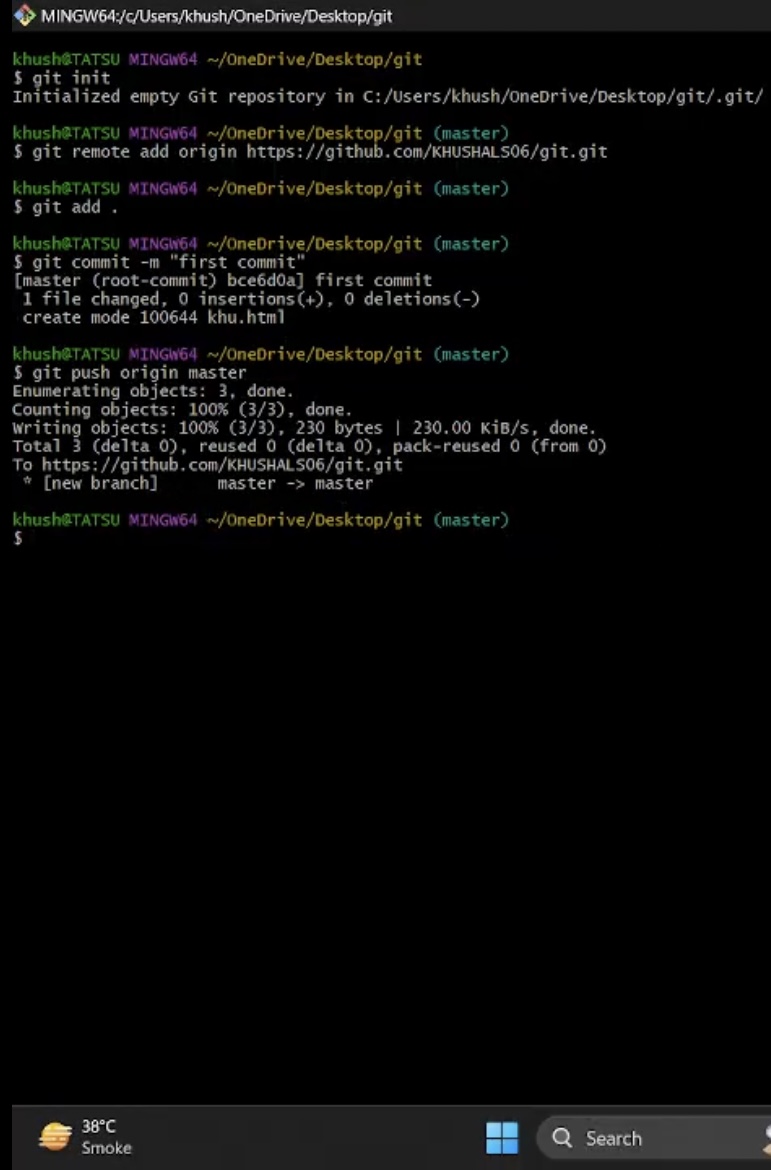 MINGW64:/c/Users/khush/OneDrive/Desktop/git
khush@TATSU MINGW64 ~/OneDrive/Desktop/git
$ git init
Initialized empty Git repository in C:/Users/khush/OneDrive/Desktop/git/.git/
khush@TATSU MINGW64 ~/OneDrive/Desktop/git (master)
$ git remote add origin https://github.com/KHUSHALS06/git.git
khush@TATSU MINGW64 ~/OneDrive/Desktop/git (master)
$ git add .
khush@TATSU MINGW64 ~/OneDrive/Desktop/git (master)
$ git commit -m "first commit"
[master (root-commit) bce6d0a] first commit
1 file changed, 0 insertions(+), 0 deletions(-)
create mode 100644 khu.html
khush@TATSU MINGW64 ~/OneDrive/Desktop/git (master)
$ git push origin master
Enumerating objects: 3, done.
Counting objects: 100% (3/3), done.
Writing objects: 100% (3/3), 230 bytes | 230.00 KiB/s, done.
Total 3 (delta 0), reused 0 (delta 0), pack-reused 0 (from 0)
To https://github.com/KHUSHALS06/git.git
* [new branch]      master -> master
khush@TATSU MINGW64 ~/OneDrive/Desktop/git (master)
$
38°C
Smoke
Search